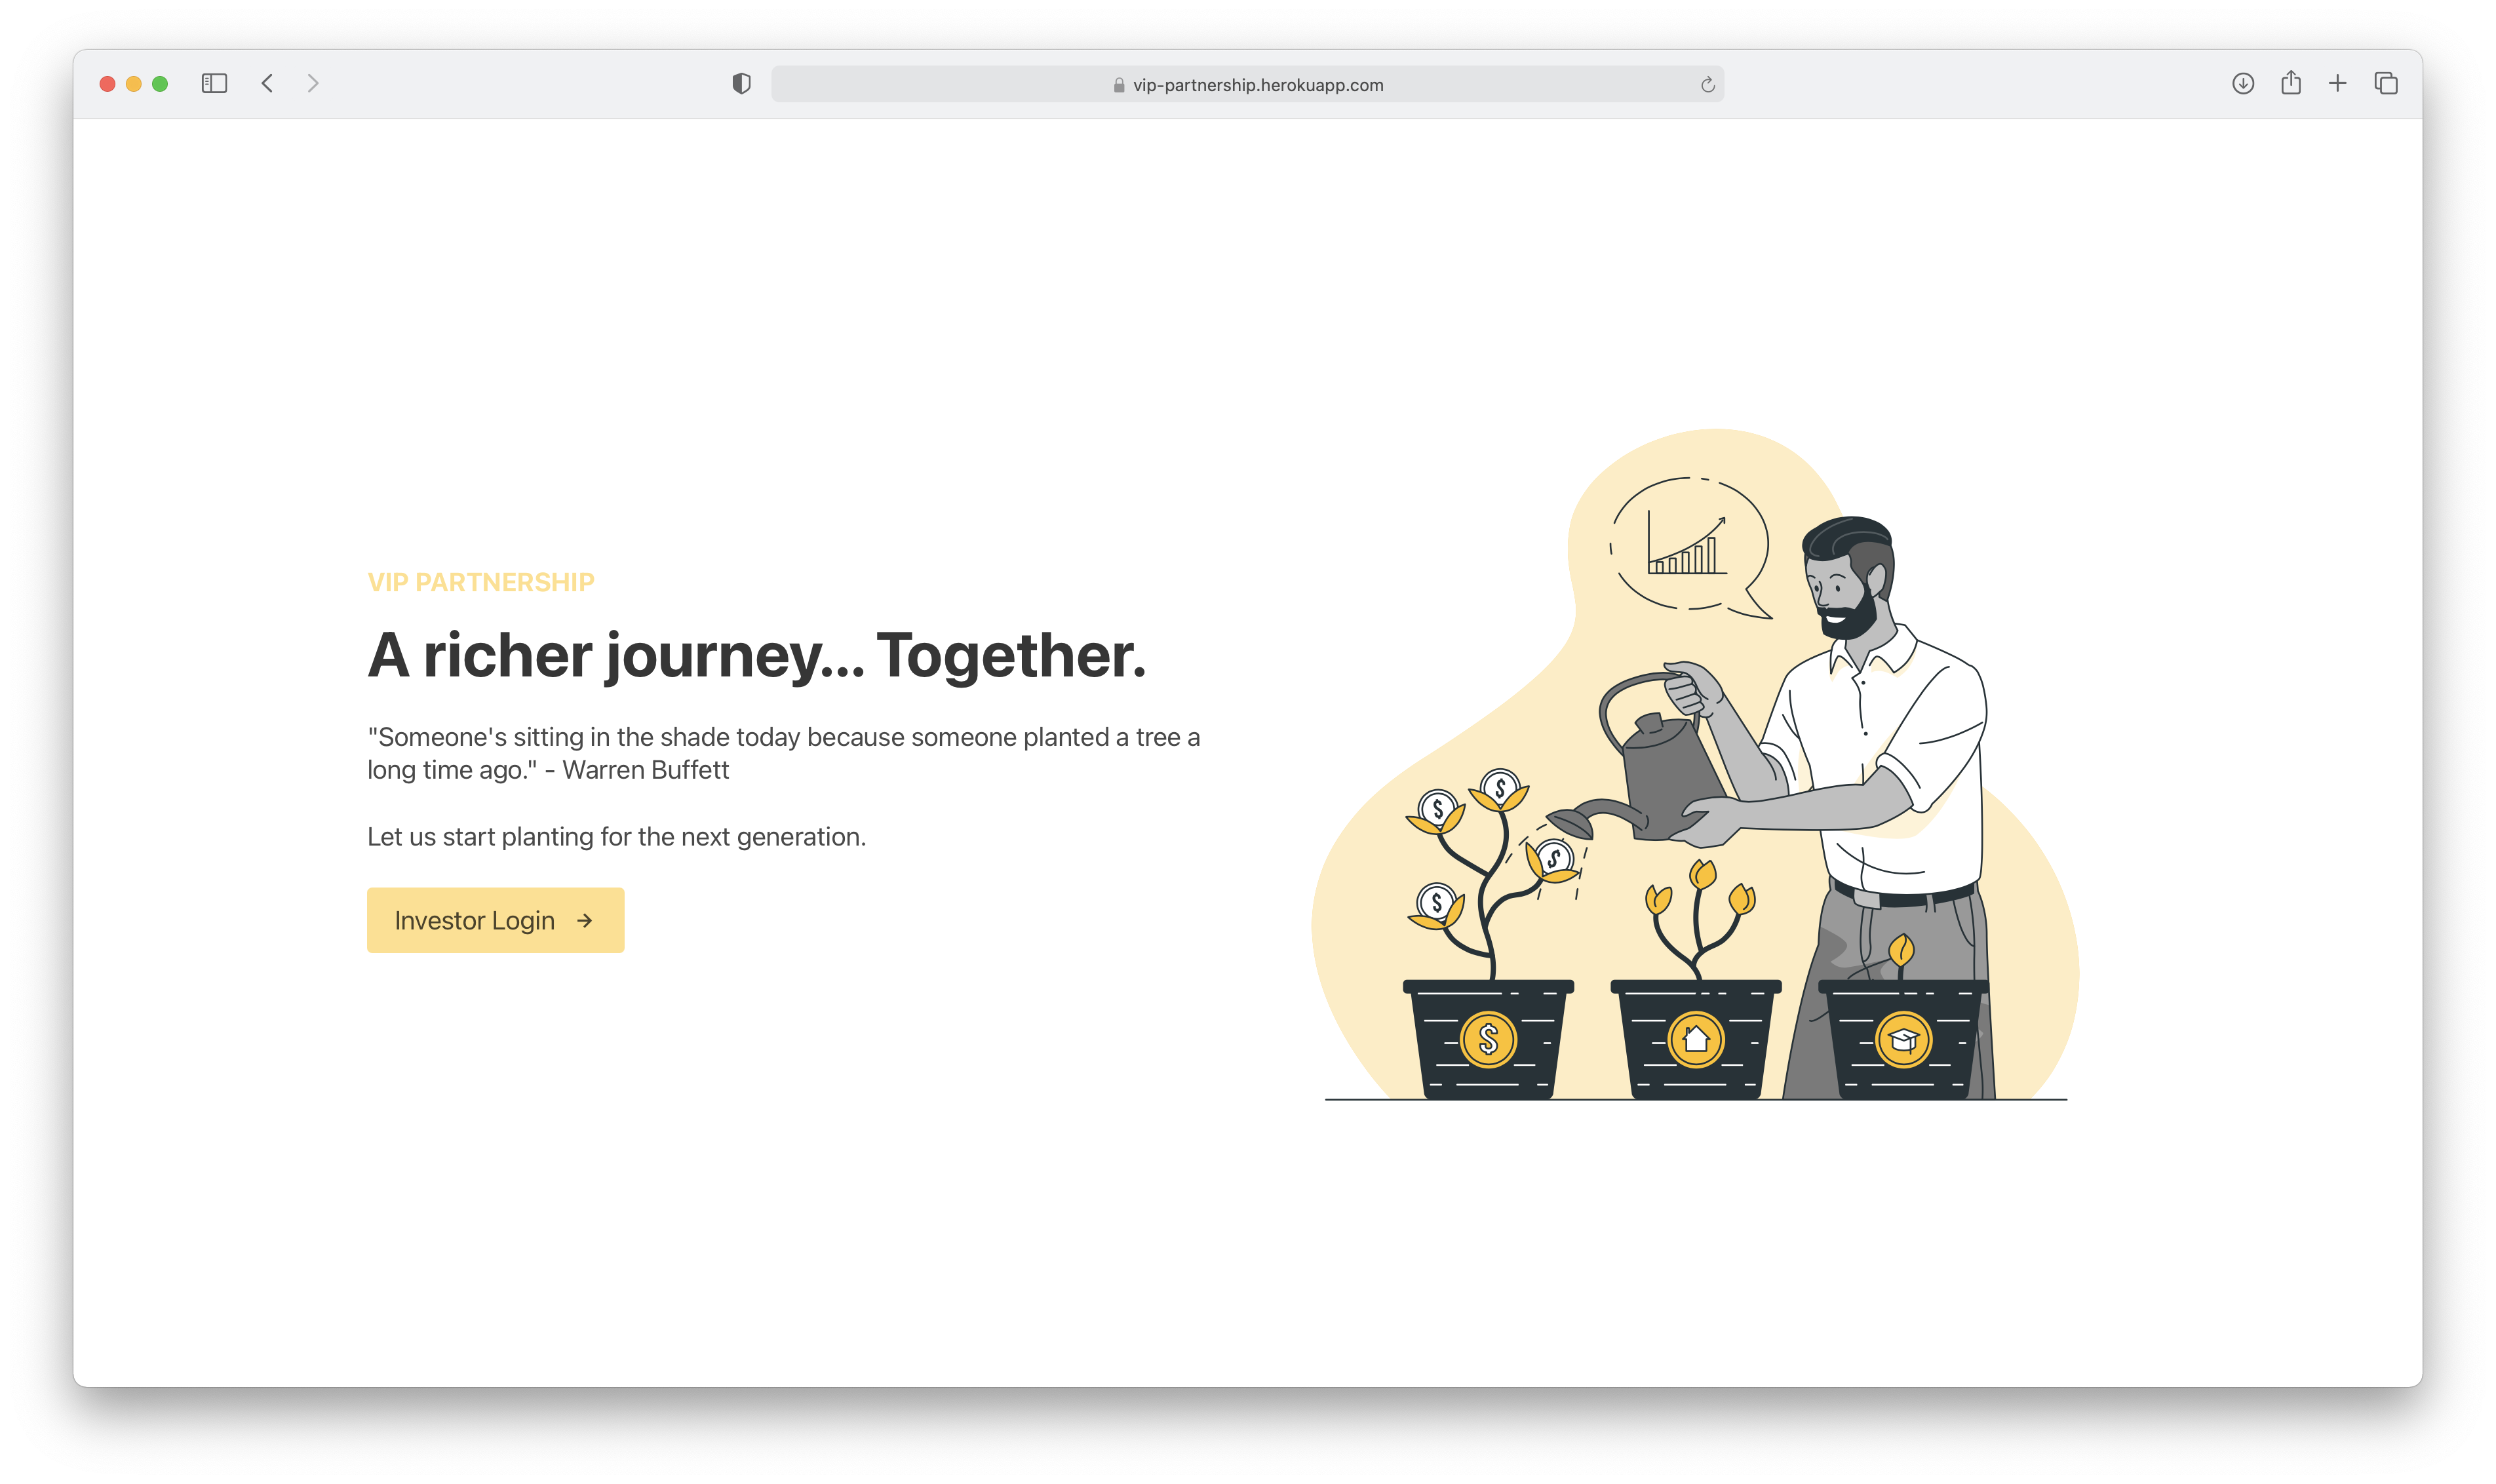 vip-partnership.herokuapp.com
VIP PARTNERSHIP
A richer journey... Together.
"Someone's sitting in the shade today because someone planted a tree a
long time ago." - Warren Buffett
Let us start planting for the next generation.
Investor Login →
$
$
$
$
$